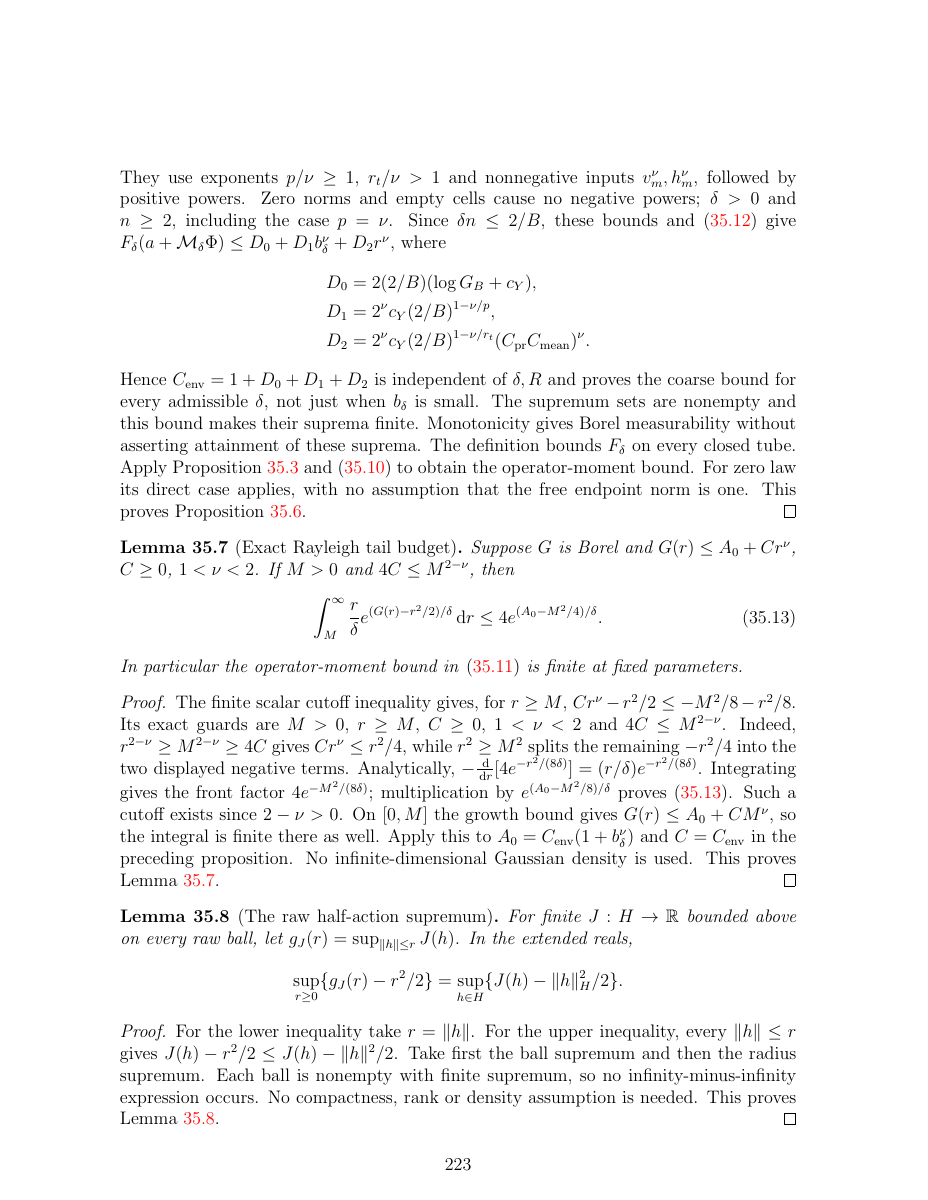 They use exponents p/ν ≥ 1, r_t/ν > 1 and nonnegative inputs v_m^ν, h_m^ν, followed by
positive powers. Zero norms and empty cells cause no negative powers; δ > 0 and
n ≥ 2, including the case p = ν. Since δn ≤ 2/B, these bounds and (35.12) give
F_δ(a + ℳ_δΦ) ≤ D_0 + D_1b_δ^ν + D_2r^ν, where
D_0 = 2(2/B)(log G_B + c_Y),
D_1 = 2^ν c_Y(2/B)^{1−ν/p},
D_2 = 2^ν c_Y(2/B)^{1−ν/r_t}(C_pr C_mean)^ν.
Hence C_env = 1 + D_0 + D_1 + D_2 is independent of δ, R and proves the coarse bound for
every admissible δ, not just when b_δ is small. The supremum sets are nonempty and
this bound makes their suprema finite. Monotonicity gives Borel measurability without
asserting attainment of these suprema. The definition bounds F_δ on every closed tube.
Apply Proposition 35.3 and (35.10) to obtain the operator-moment bound. For zero law
its direct case applies, with no assumption that the free endpoint norm is one. This
proves Proposition 35.6. □
Lemma 35.7 (Exact Rayleigh tail budget). Suppose G is Borel and G(r) ≤ A_0 + Cr^ν,
C ≥ 0, 1 < ν < 2. If M > 0 and 4C ≤ M^{2−ν}, then
∫_M^∞ (r/δ) e^{(G(r)−r^2/2)/δ} dr ≤ 4e^{(A_0−M^2/4)/δ}. (35.13)
In particular the operator-moment bound in (35.11) is finite at fixed parameters.
Proof. The finite scalar cutoff inequality gives, for r ≥ M, Cr^ν − r^2/2 ≤ −M^2/8 − r^2/8.
Its exact guards are M > 0, r ≥ M, C ≥ 0, 1 < ν < 2 and 4C ≤ M^{2−ν}. Indeed,
r^{2−ν} ≥ M^{2−ν} ≥ 4C gives Cr^ν ≤ r^2/4, while r^2 ≥ M^2 splits the remaining −r^2/4 into the
two displayed negative terms. Analytically, −d/dr[4e^{−r^2/(8δ)}] = (r/δ)e^{−r^2/(8δ)}. Integrating
gives the front factor 4e^{−M^2/(8δ)}; multiplication by e^{(A_0−M^2/8)/δ} proves (35.13). Such a
cutoff exists since 2 − ν > 0. On [0, M] the growth bound gives G(r) ≤ A_0 + CM^ν, so
the integral is finite there as well. Apply this to A_0 = C_env(1 + b_δ^ν) and C = C_env in the
preceding proposition. No infinite-dimensional Gaussian density is used. This proves
Lemma 35.7. □
Lemma 35.8 (The raw half-action supremum). For finite J : H → ℝ bounded above
on every raw ball, let g_J(r) = sup_{‖h‖≤r} J(h). In the extended reals,
sup_{r≥0}{g_J(r) − r^2/2} = sup_{h∈H}{J(h) − ‖h‖_H^2/2}.
Proof. For the lower inequality take r = ‖h‖. For the upper inequality, every ‖h‖ ≤ r
gives J(h) − r^2/2 ≤ J(h) − ‖h‖^2/2. Take first the ball supremum and then the radius
supremum. Each ball is nonempty with finite supremum, so no infinity-minus-infinity
expression occurs. No compactness, rank or density assumption is needed. This proves
Lemma 35.8. □
223